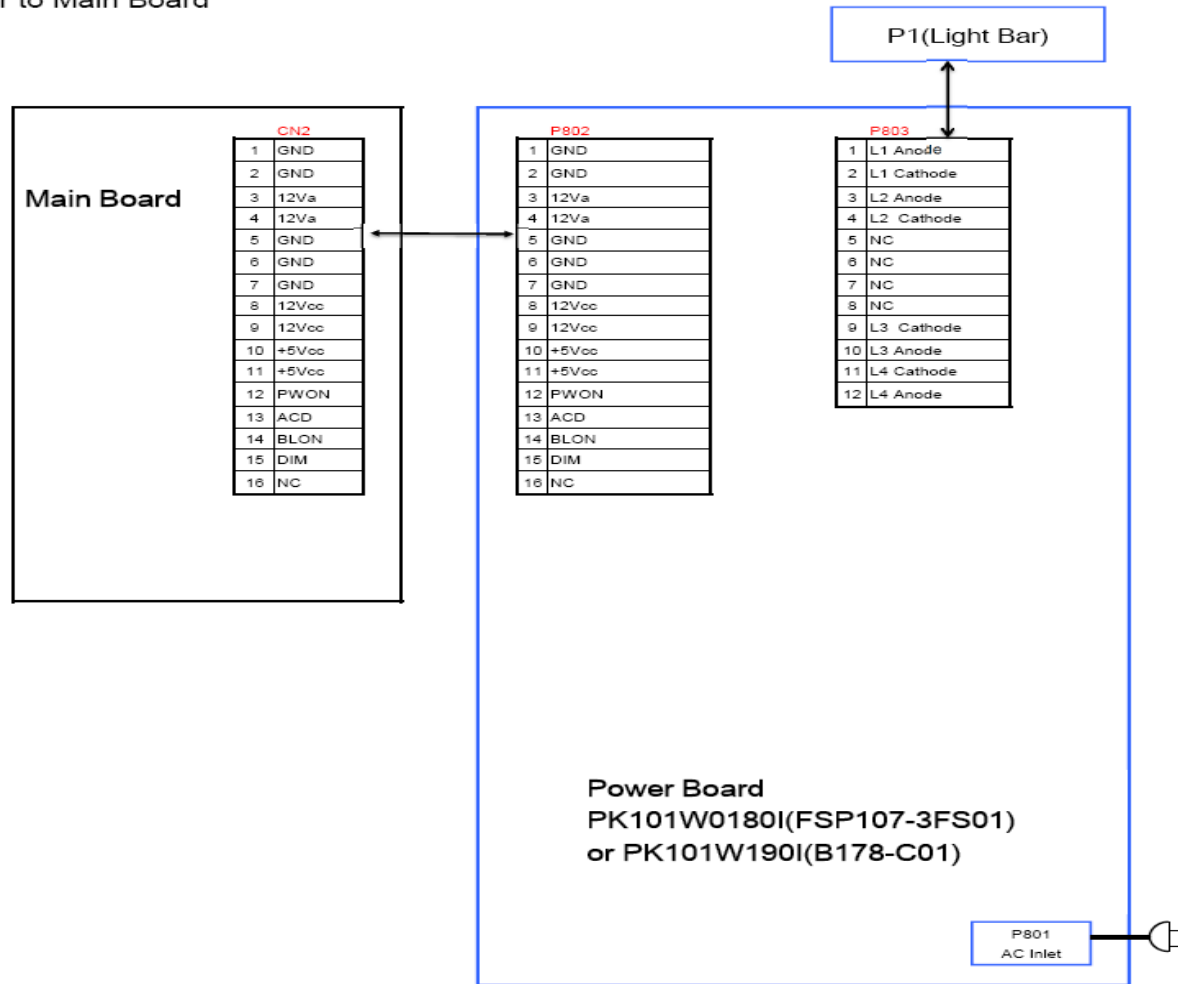 to Main Board
P1(Light Bar)
Main Board
CN2
1 GND
2 GND
3 12Va
4 12Va
5 GND
6 GND
7 GND
8 12Vcc
9 12Vcc
10 +5Vcc
11 +5Vcc
12 PWON
13 ACD
14 BLON
15 DIM
16 NC
P802
1 GND
2 GND
3 12Va
4 12Va
5 GND
6 GND
7 GND
8 12Vcc
9 12Vcc
10 +5Vcc
11 +5Vcc
12 PWON
13 ACD
14 BLON
15 DIM
16 NC
P803
1 L1 Anode
2 L1 Cathode
3 L2 Anode
4 L2 Cathode
5 NC
6 NC
7 NC
8 NC
9 L3 Cathode
10 L3 Anode
11 L4 Cathode
12 L4 Anode
Power Board
PK101W0180I(FSP107-3FS01)
or PK101W190I(B178-C01)
P801
AC Inlet